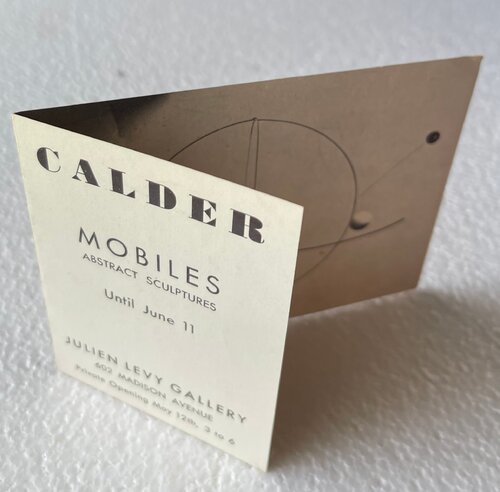 CALDER
MOBILES
ABSTRACT SCULPTURES
Until June 11
JULIEN LEVY GALLERY
602 MADISON AVENUE
Private Opening May 12th, 3 to 6